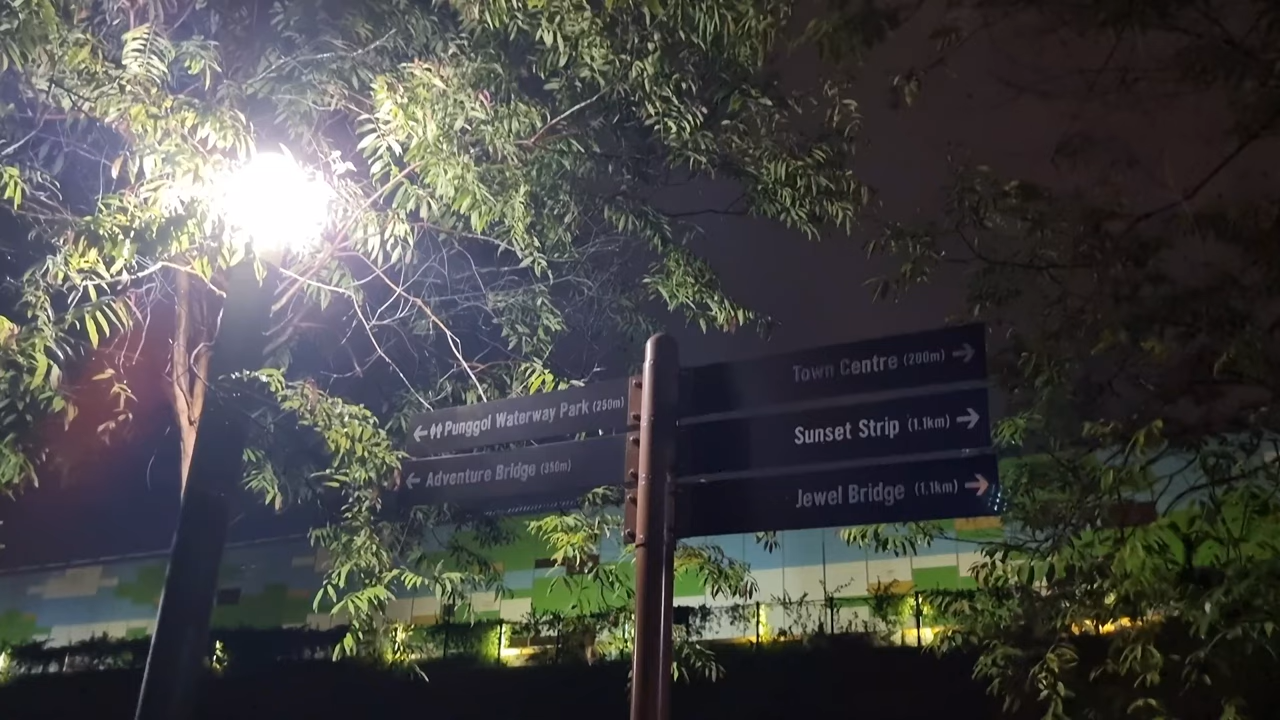 Punggol Waterway Park (250m)
Adventure Bridge (350m)
Town Centre (200m)
Sunset Strip (1.1km)
Jewel Bridge (1.1km)